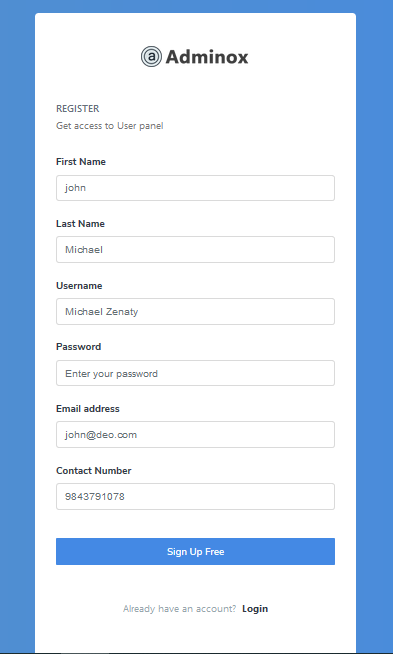 a Adminox
REGISTER
Get access to User panel
First Name
john
Last Name
Michael
Username
Michael Zenaty
Password
Enter your password
Email address
john@deo.com
Contact Number
9843791078
Sign Up Free
Already have an account? Login